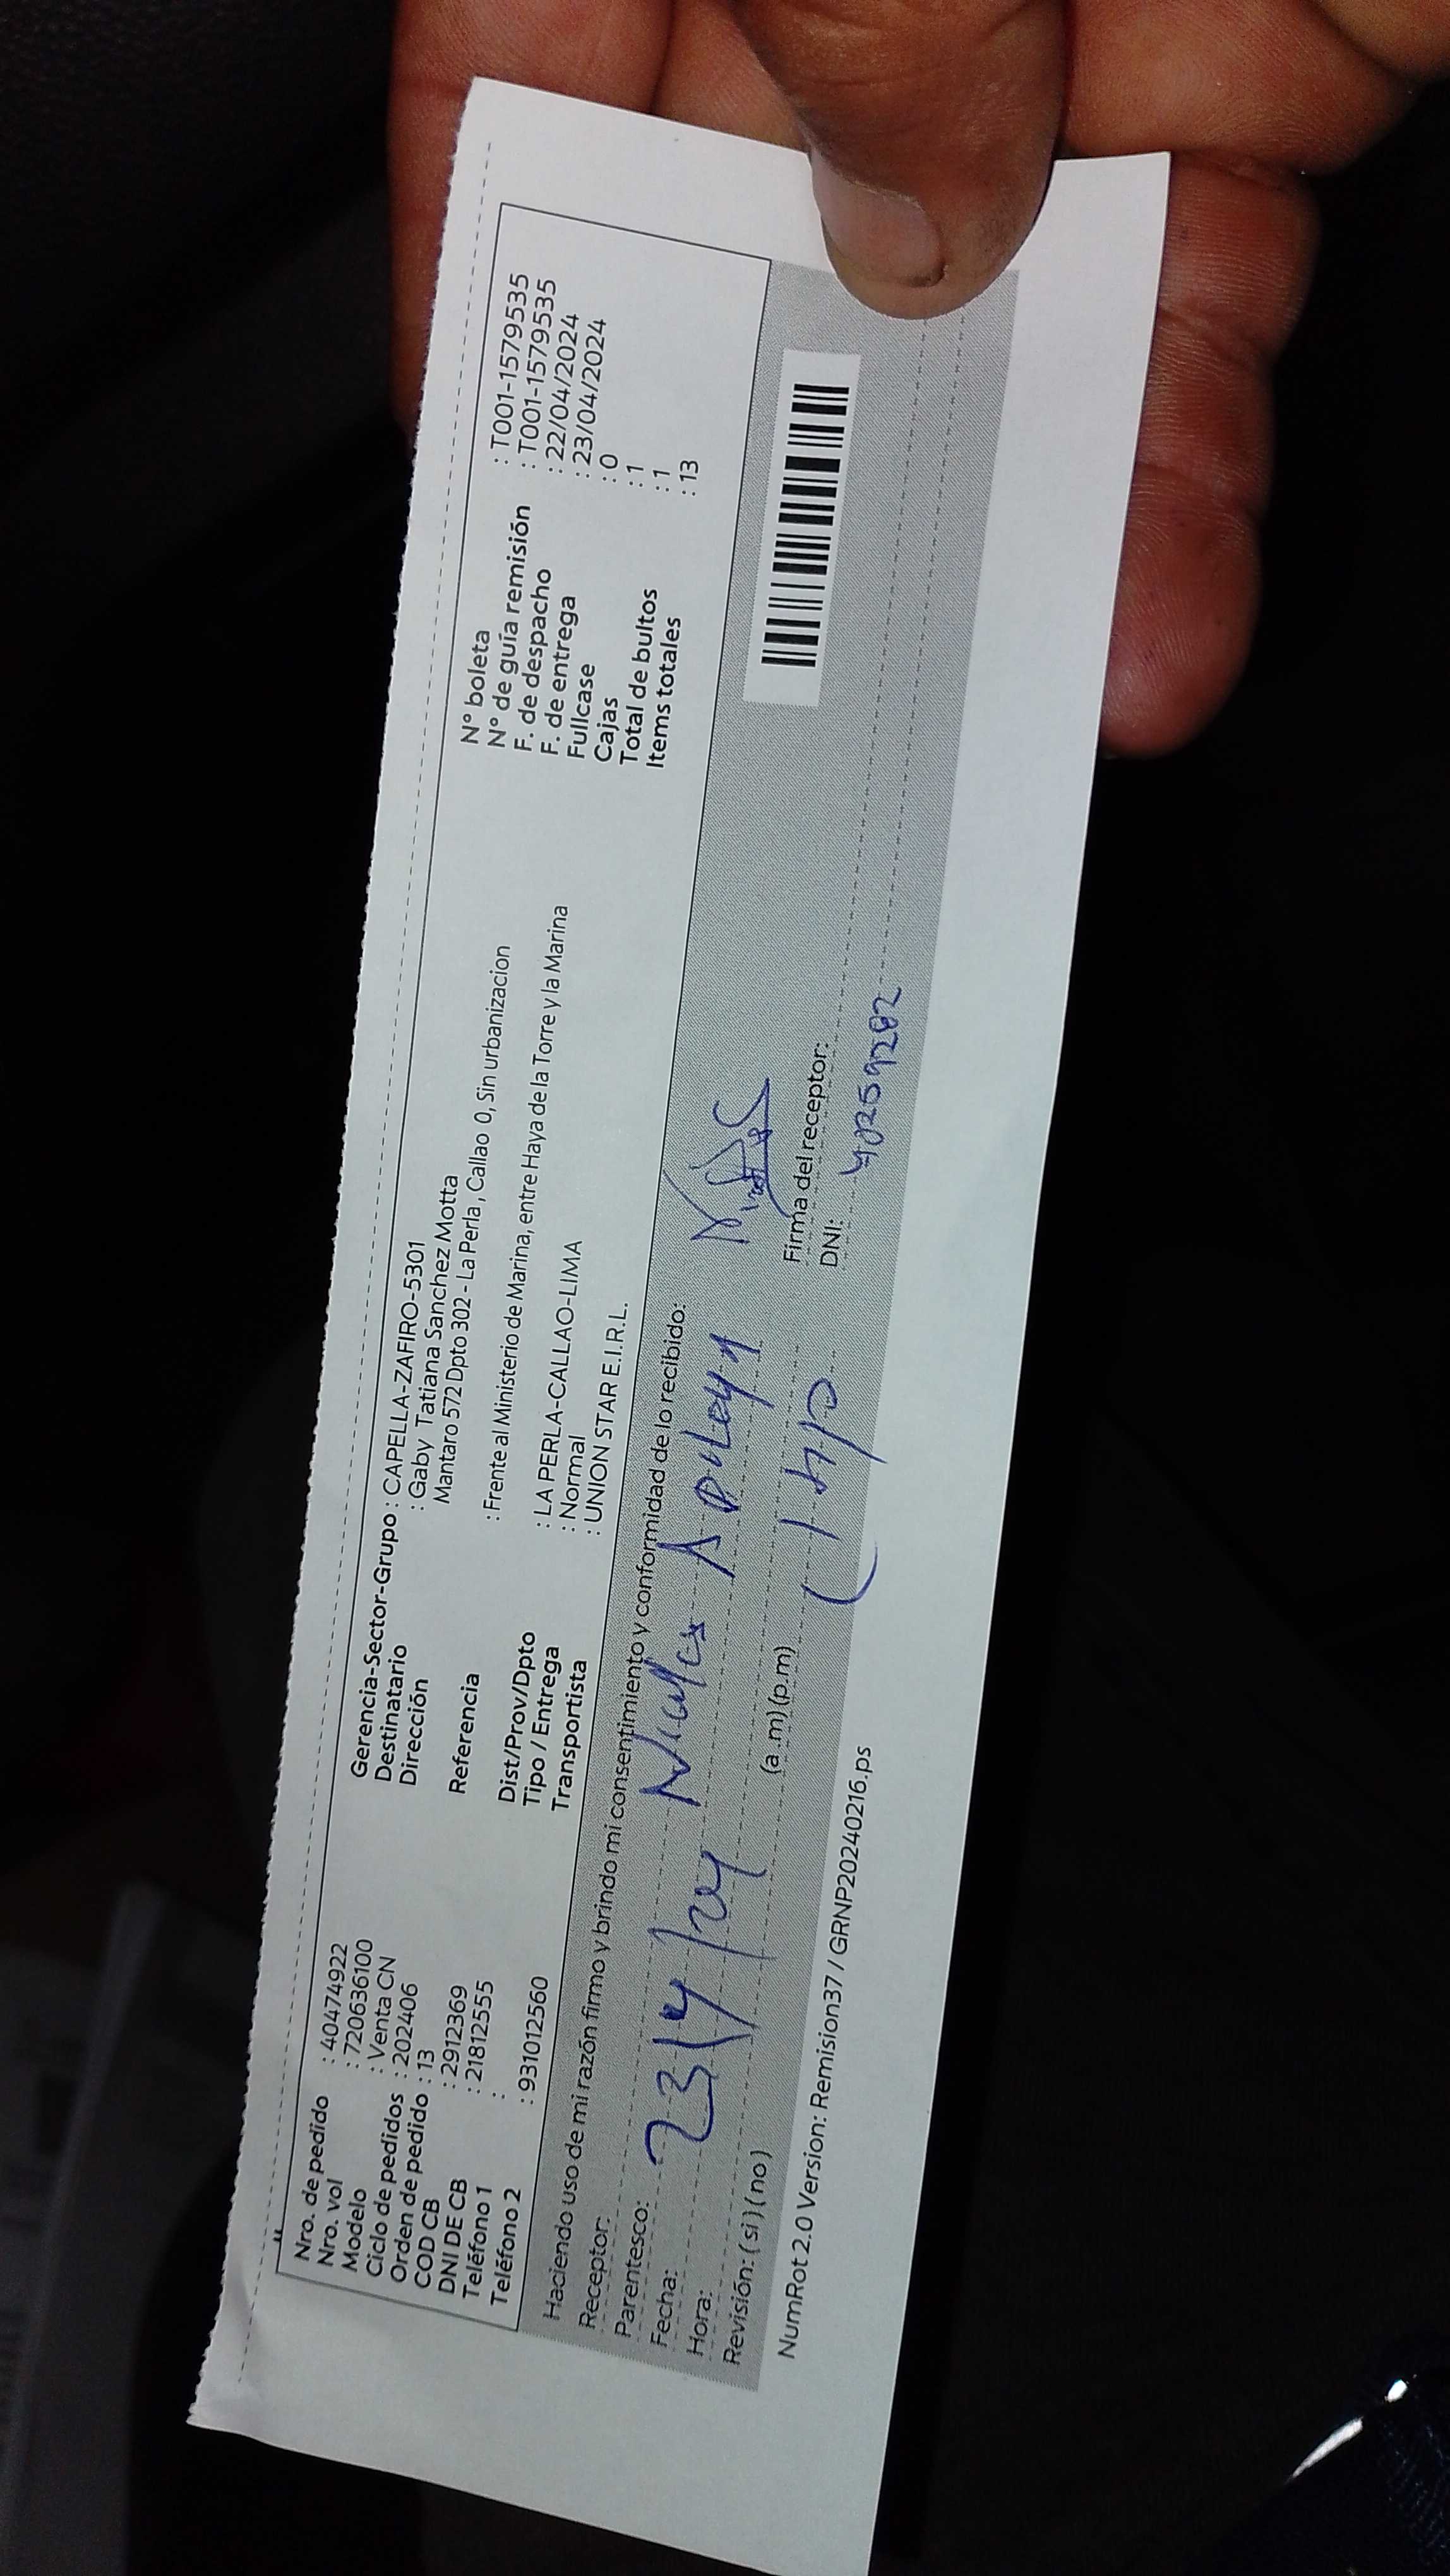 Nro. de pedido : 40474922
Nro. vol : 720636100
Modelo : Venta CN
Ciclo de pedidos : 202406
Orden de pedido : 13
COD CB : 2912369
DNI DE CB : 21812555
Teléfono 1 :
Teléfono 2 : 931012560
Gerencia-Sector-Grupo : CAPELLA-ZAFIRO-5301
Destinatario : Gaby Tatiana Sanchez Motta
Dirección Mantaro 572 Dpto 302 - La Perla, Callao 0, Sin urbanizacion
Referencia : Frente al Ministerio de Marina, entre Haya de la Torre y la Marina
Dist/Prov/Dpto : LA PERLA-CALLAO-LIMA
Tipo / Entrega : Normal
Transportista : UNION STAR E.I.R.L.
N° boleta : T001-1579535
N° de guía remisión : T001-1579535
F. de despacho : 22/04/2024
F. de entrega : 23/04/2024
Fullcase : 0
Cajas : 1
Total de bultos : 1
Items totales : 13
Haciendo uso de mi razón firmo y brindo mi consentimiento y conformidad de lo recibido:
Receptor:
Parentesco:
Fecha: 23/4/24
Hora: (a.m)(p.m)
Revisión: (si)(no)
Firma del receptor:
DNI: 40259282
NumRot 2.0 Version: Remision37 / GRNP20240216.ps